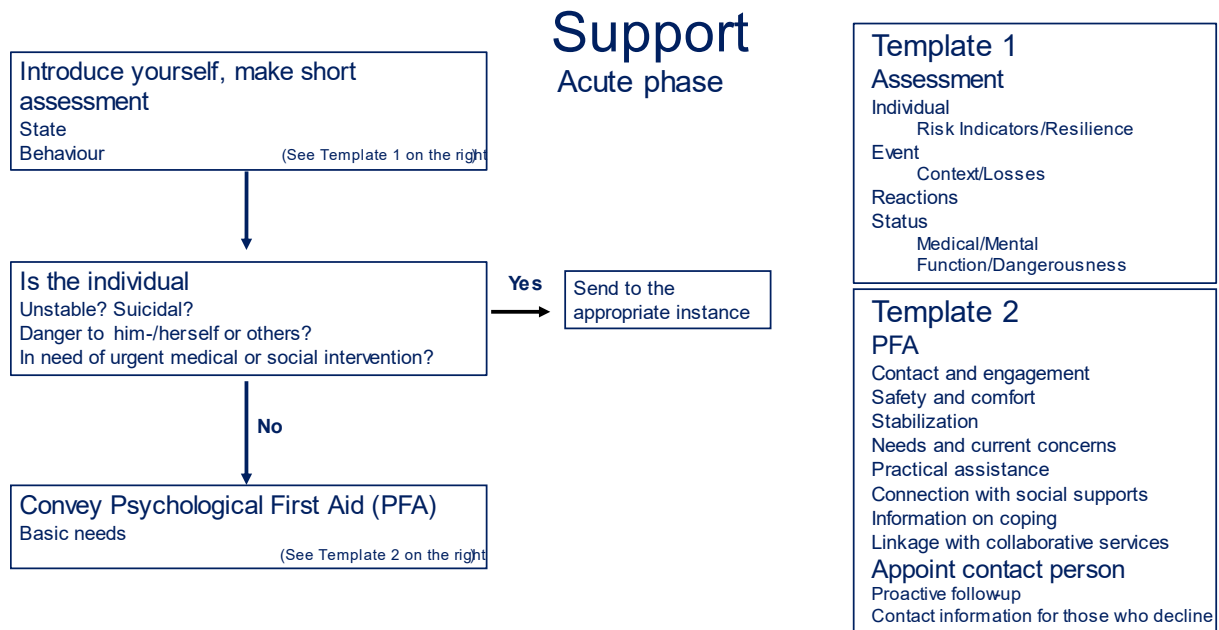 Support
Acute phase
Introduce yourself, make short
assessment
State
Behaviour (See Template 1 on the right)
Is the individual
Unstable? Suicidal?
Danger to him-/herself or others?
In need of urgent medical or social intervention?
Yes
Send to the
appropriate instance
No
Convey Psychological First Aid (PFA)
Basic needs
(See Template 2 on the right)
Template 1
Assessment
Individual
Risk Indicators/Resilience
Event
Context/Losses
Reactions
Status
Medical/Mental
Function/Dangerousness
Template 2
PFA
Contact and engagement
Safety and comfort
Stabilization
Needs and current concerns
Practical assistance
Connection with social supports
Information on coping
Linkage with collaborative services
Appoint contact person
Proactive follow-up
Contact information for those who decline